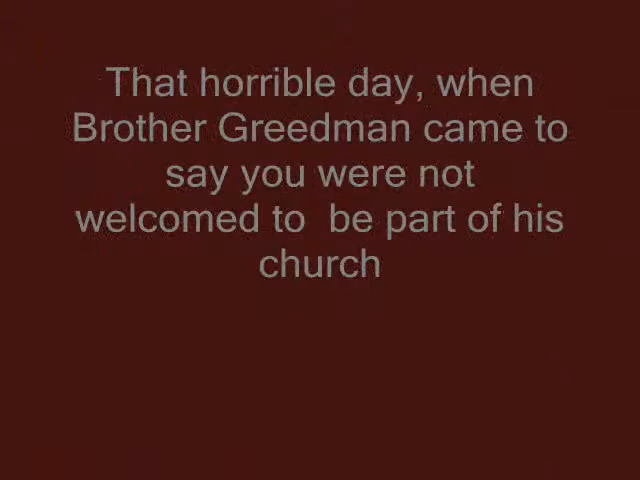 That horrible day, when
Brother Greedman came to
say you were not
welcomed to  be part of his
church